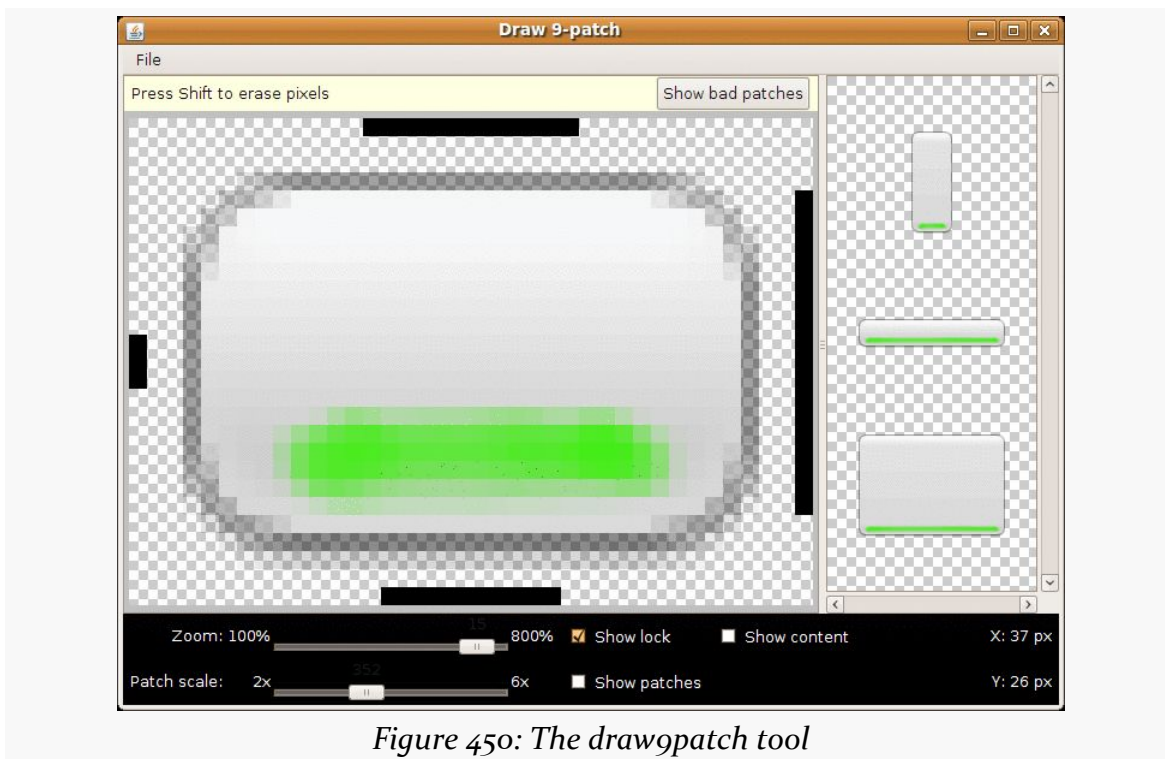 Draw 9-patch
File
Press Shift to erase pixels
Show bad patches
Zoom: 100%
15
800%
Show lock
Show content
X: 37 px
Patch scale: 2x
352
6x
Show patches
Y: 26 px
Figure 450: The draw9patch tool